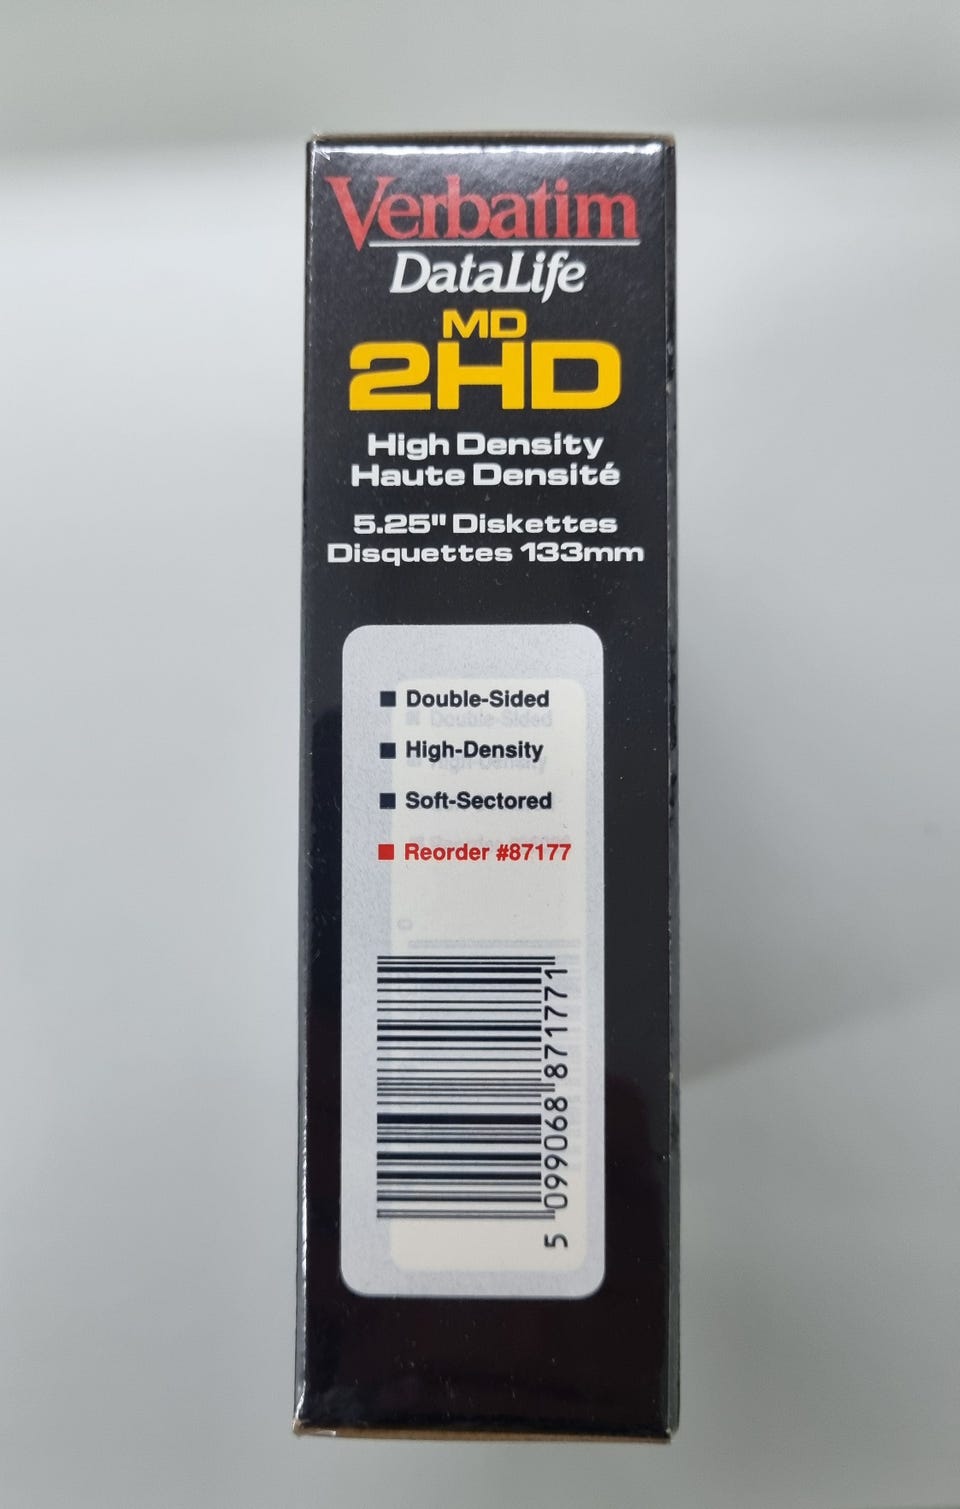 Verbatim
DataLife
MD
2HD
High Density
Haute Densité
5.25" Diskettes
Disquettes 133mm
Double-Sided
High-Density
Soft-Sectored
Reorder #87177
5 099068 871771